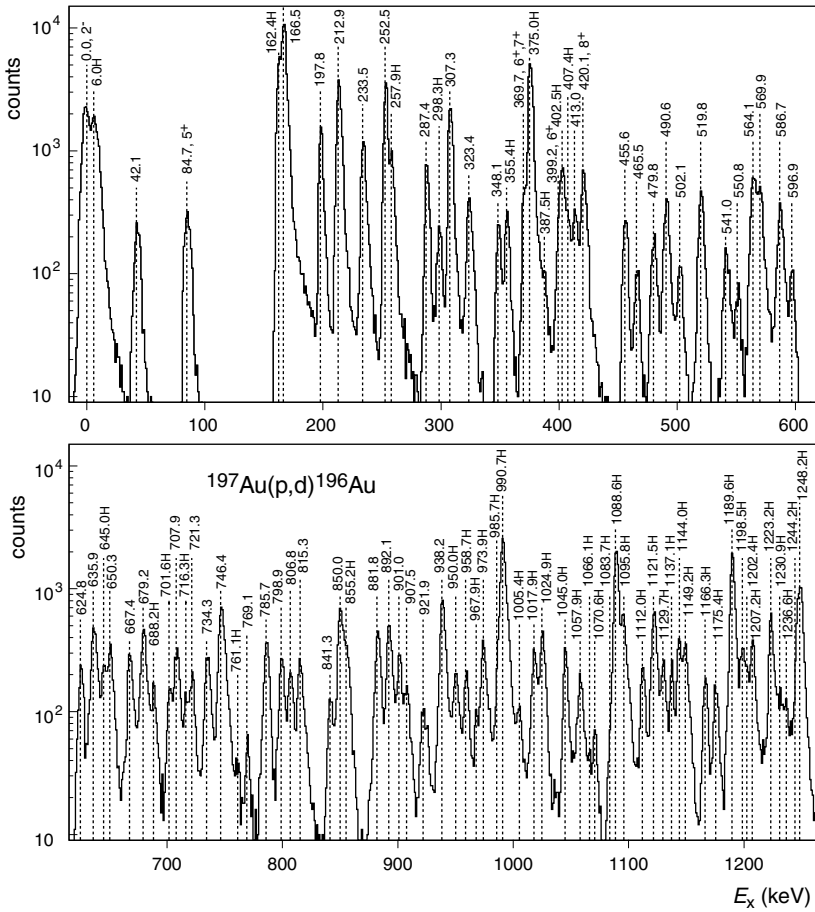 counts
10⁴
10³
10²
10
0.0, 2⁻
6.0H
42.1
84.7, 5⁺
162.4H
166.5
197.8
212.9
233.5
252.5
257.9H
287.4
298.3H
307.3
323.4
348.1
355.4H
369.7, 6⁺,7⁺
375.0H
387.5H
399.2, 6⁺
402.5H
407.4H
413.0
420.1, 8⁺
455.6
465.5
479.8
490.6
502.1
519.8
541.0
550.8
564.1
569.9
586.7
596.9
0
100
200
300
400
500
600
counts
10⁴
10³
10²
10
¹⁹⁷Au(p,d)¹⁹⁶Au
624.8
635.9
645.0H
650.3
667.4
679.2
688.2H
701.6H
707.9
716.3H
721.3
734.3
746.4
761.1H
769.1
785.7
798.9
806.8
815.3
841.3
850.0
855.2H
881.8
892.1
901.0
907.5
921.9
938.2
950.0H
958.7H
967.9H
973.9H
985.7H
990.7H
1005.4H
1017.9H
1024.9H
1045.0H
1057.9H
1066.1H
1070.6H
1083.7H
1088.6H
1095.8H
1112.0H
1121.5H
1129.7H
1137.1H
1144.0H
1149.2H
1166.3H
1175.4H
1189.6H
1198.5H
1202.4H
1207.2H
1223.2H
1230.9H
1236.6H
1244.2H
1248.2H
700
800
900
1000
1100
1200
Eₓ (keV)